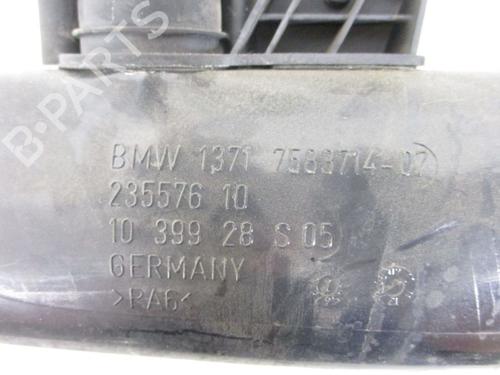 B-PARTS
BMW 1371 7583714-07
235576 10
10 399 28 S 05
GERMANY
>PA6<